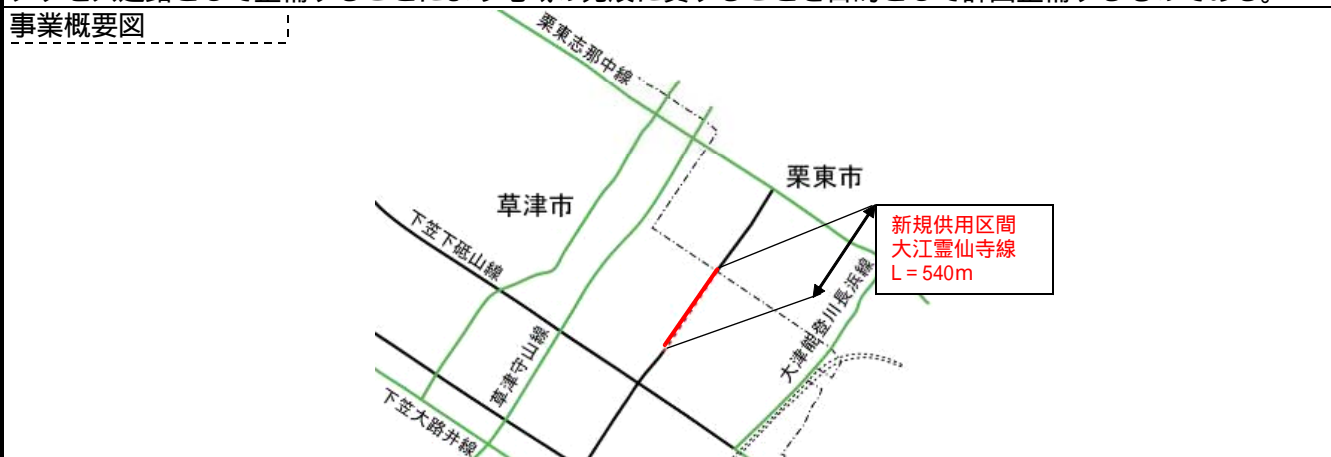 事業概要図
栗東志那中線
栗東市
草津市
下笠下砥山線
新規供用区間
大江霊仙寺線
L＝540m
大津能登川長浜線
草津守山線
下笠大路井線